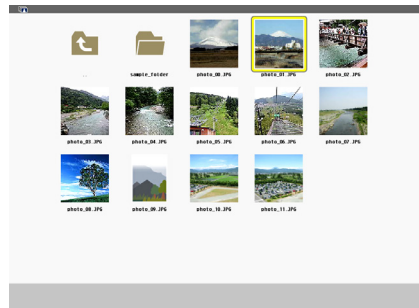 ..
sample_folder
photo_00.JPG
photo_01.JPG
photo_02.JPG
photo_03.JPG
photo_04.JPG
photo_05.JPG
photo_06.JPG
photo_07.JPG
photo_08.JPG
photo_09.JPG
photo_10.JPG
photo_11.JPG